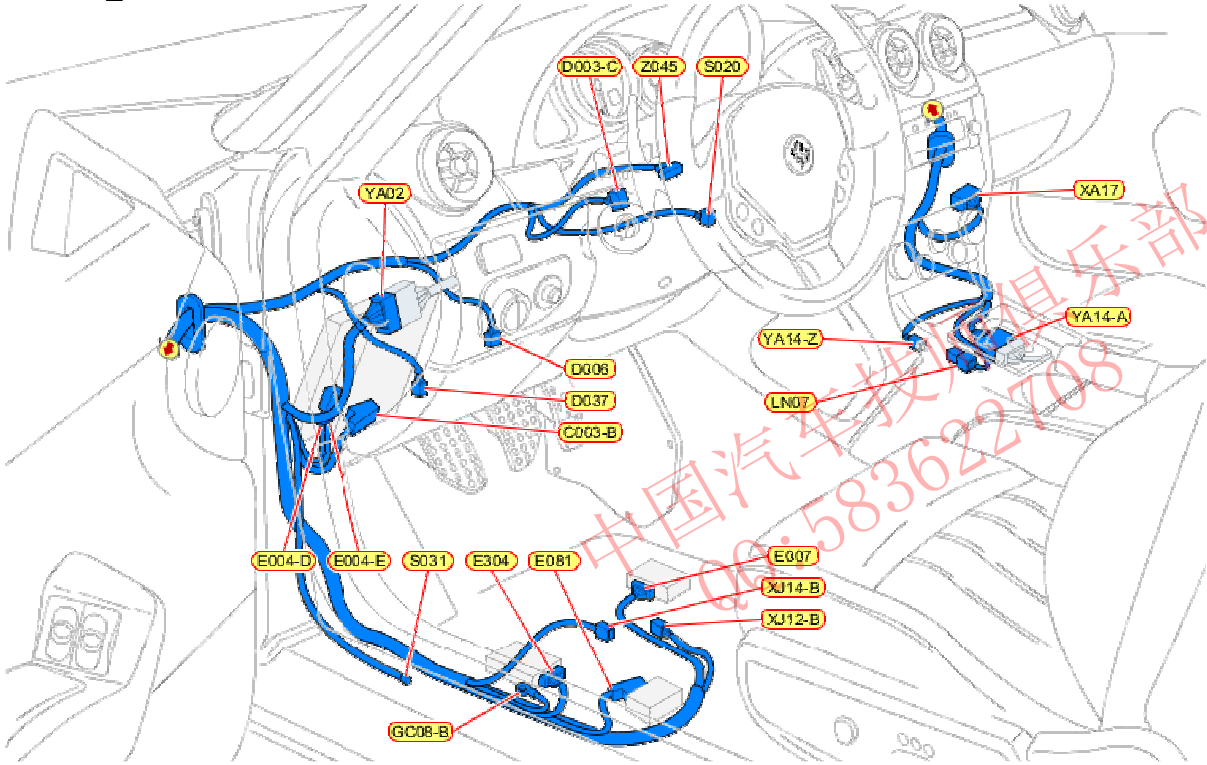 D003-C
Z045
S020
YA02
XA17
YA14-A
YA14-Z
D006
D037
LN07
C003-B
E004-D
E004-E
S031
E304
E081
E007
XJ14-B
XJ12-B
GC08-B
中国汽车技师俱乐部
QQ:583622708